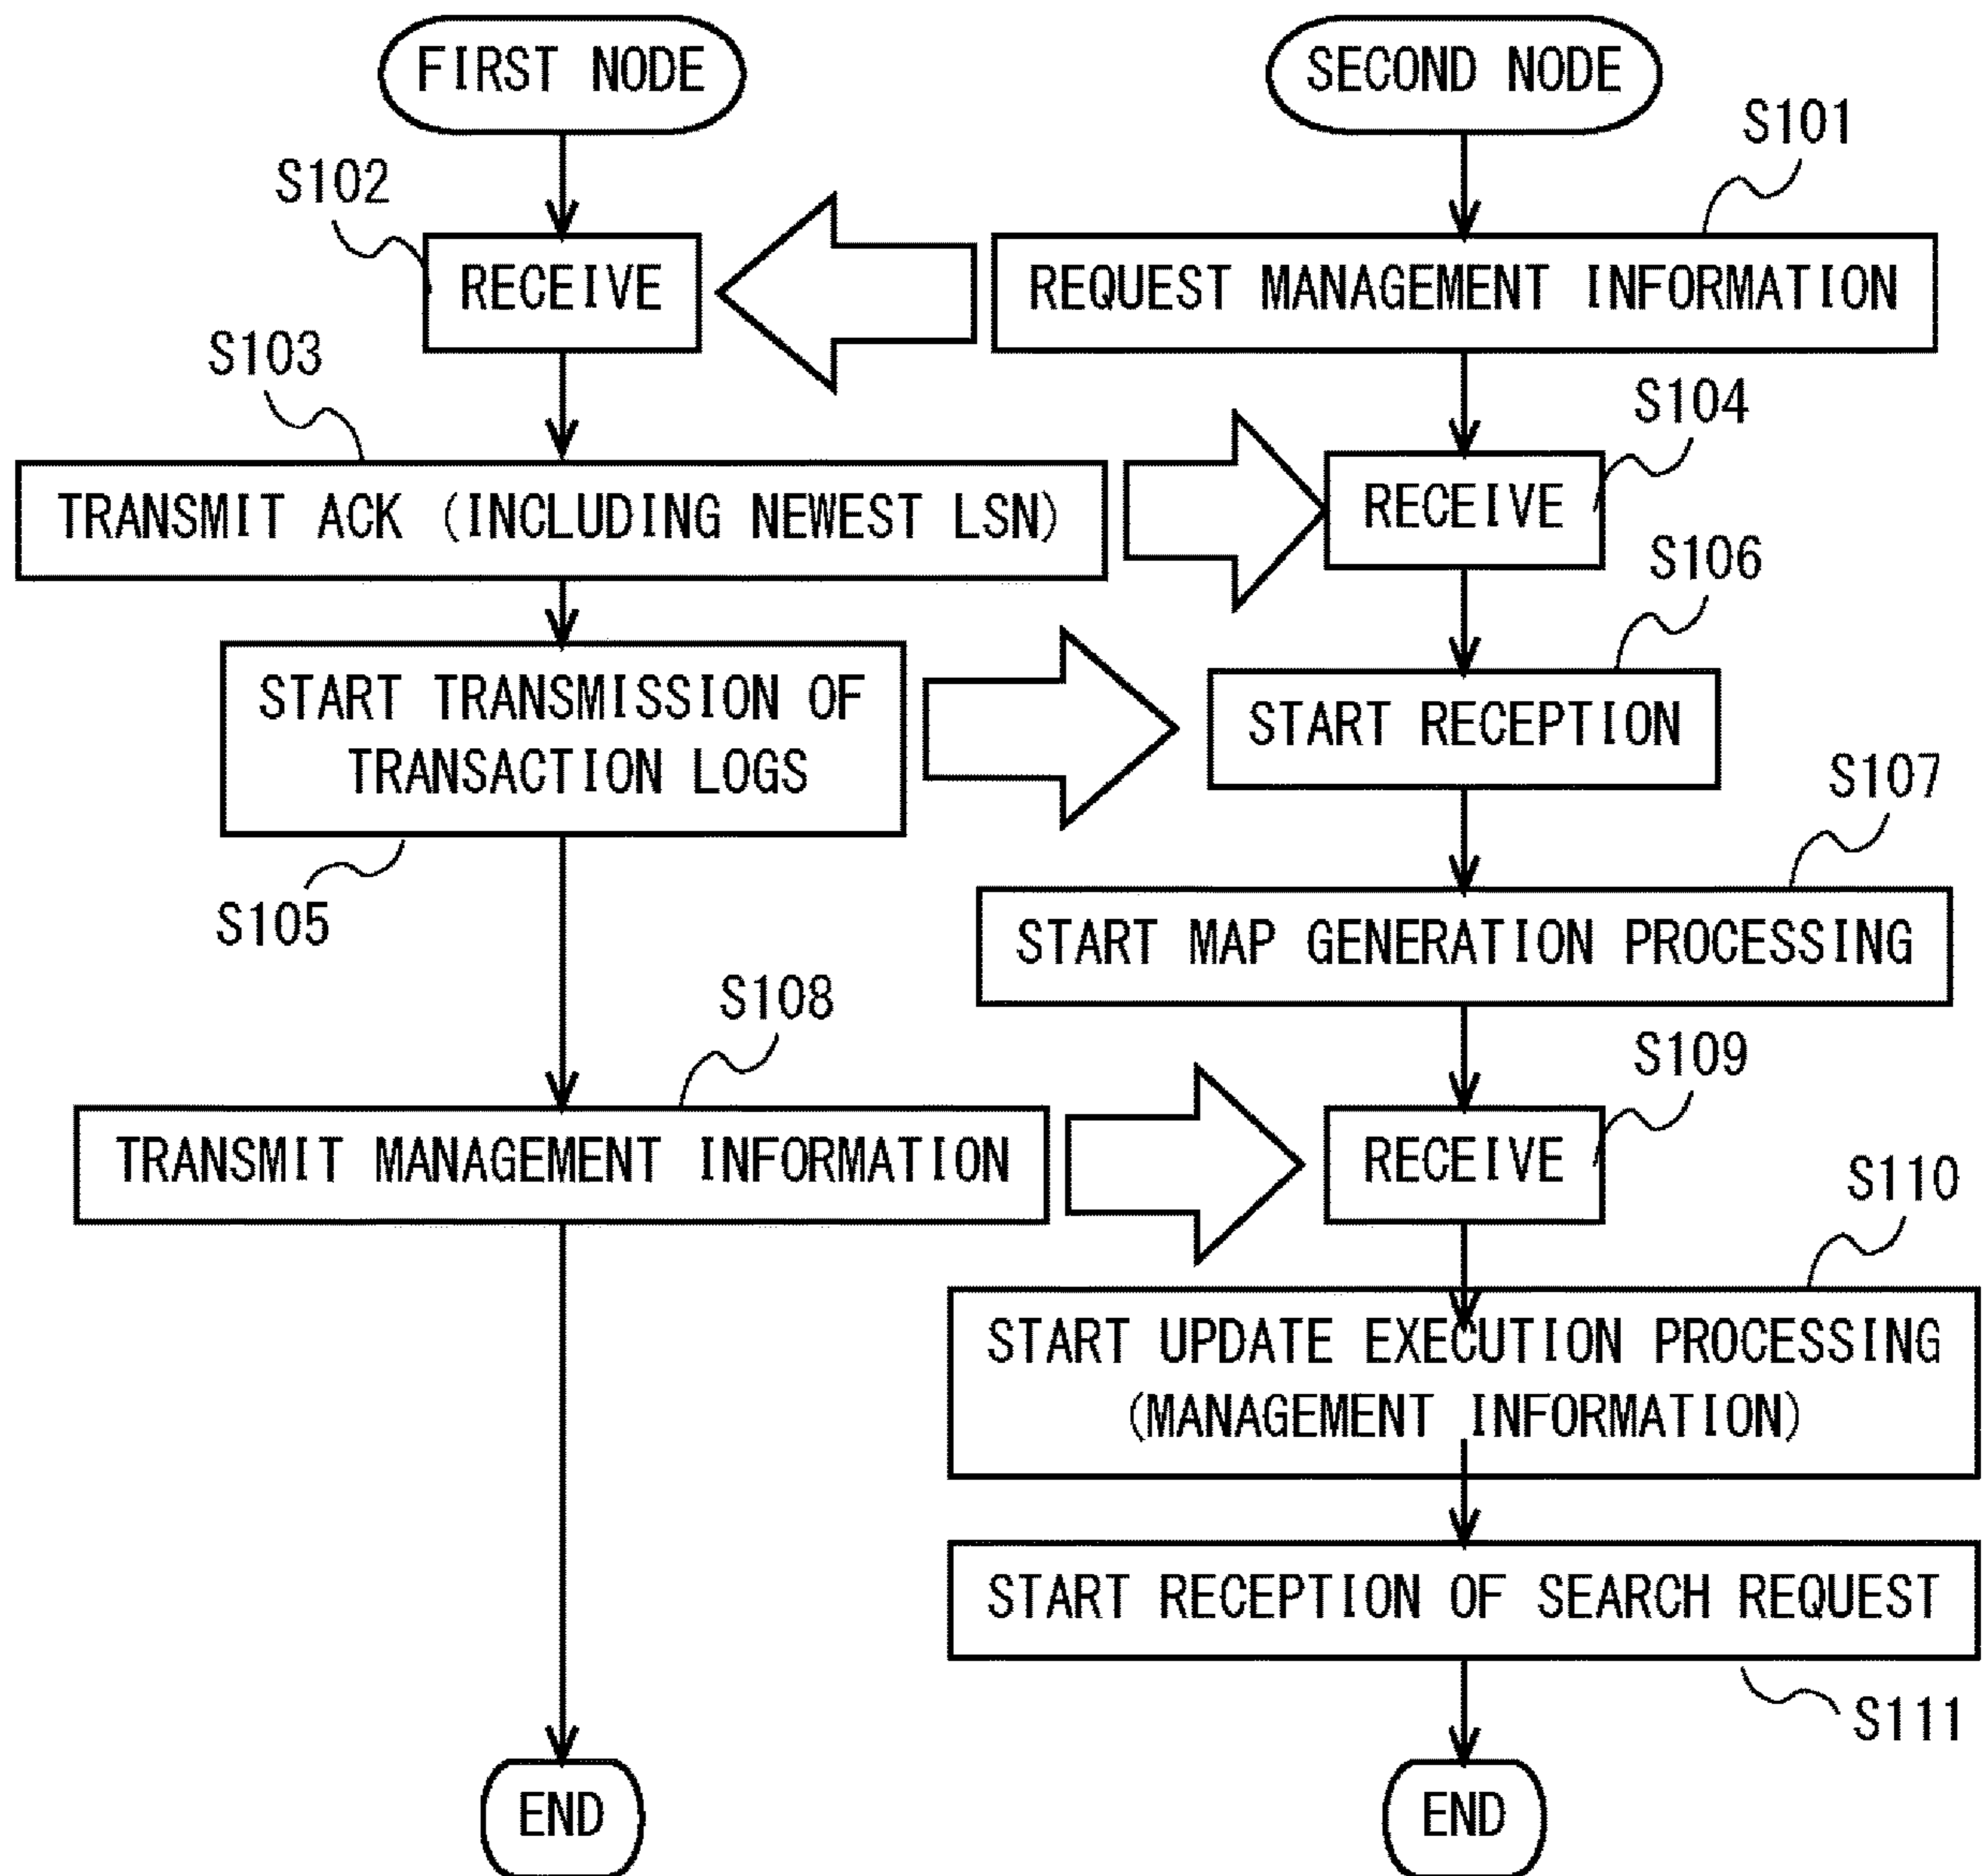 FIRST NODE
SECOND NODE
S101
S102
RECEIVE
REQUEST MANAGEMENT INFORMATION
S103
S104
TRANSMIT ACK (INCLUDING NEWEST LSN)
RECEIVE
S106
START TRANSMISSION OF
TRANSACTION LOGS
START RECEPTION
S105
S107
START MAP GENERATION PROCESSING
S108
S109
TRANSMIT MANAGEMENT INFORMATION
RECEIVE
S110
START UPDATE EXECUTION PROCESSING
(MANAGEMENT INFORMATION)
START RECEPTION OF SEARCH REQUEST
S111
END
END